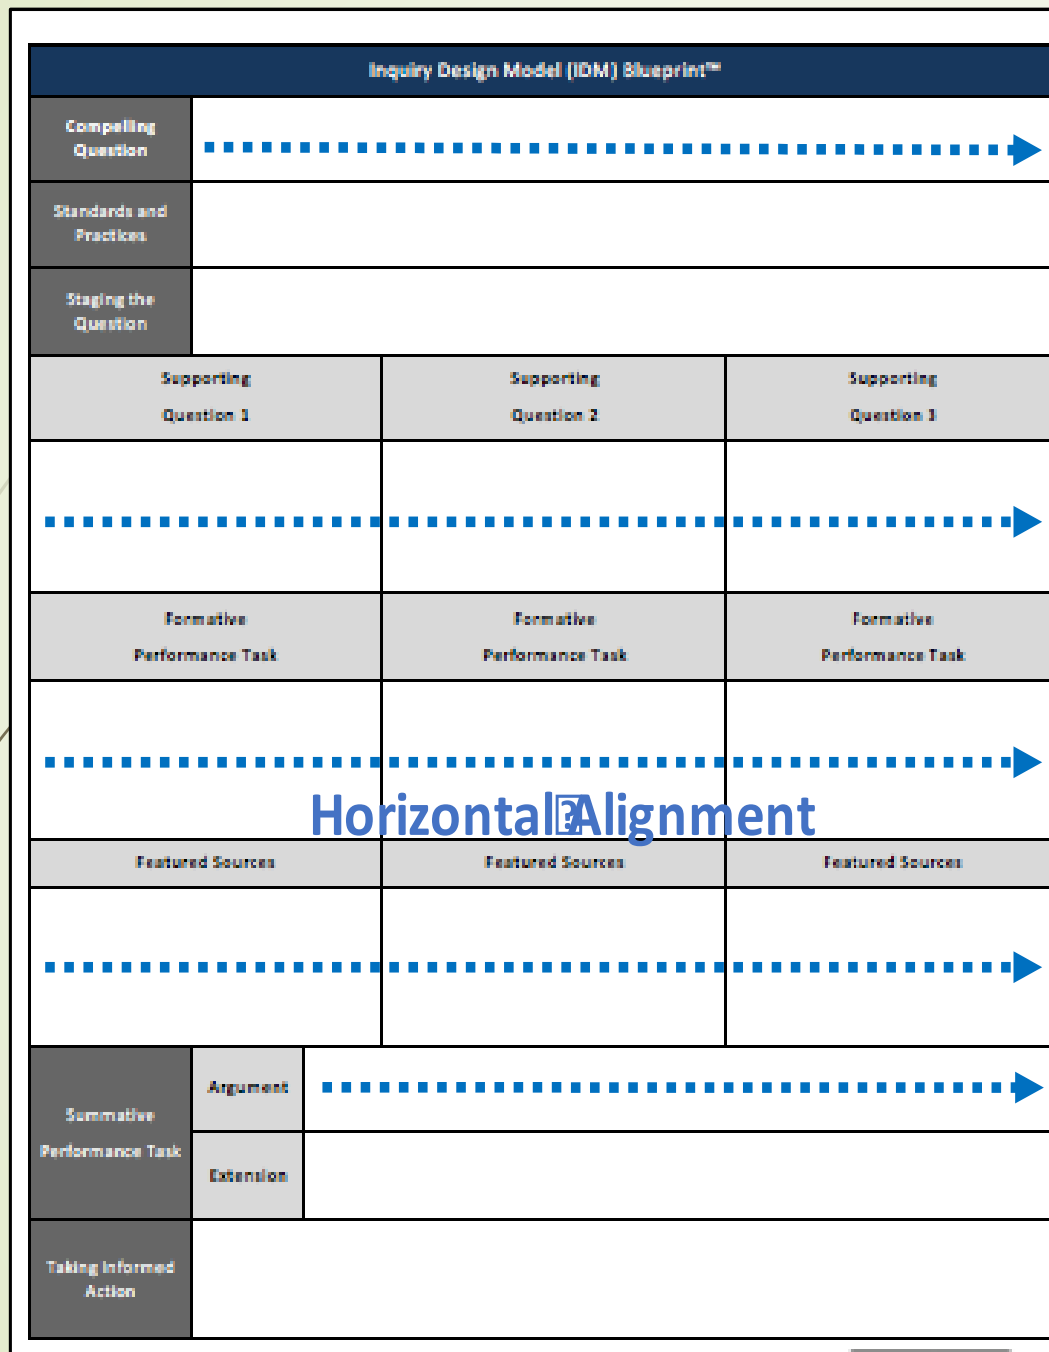 Inquiry Design Model (IDM) Blueprint™
Compelling
Question
Standards and
Practices
Staging the
Question
Supporting
Question 1
Supporting
Question 2
Supporting
Question 3
Formative
Performance Task
Formative
Performance Task
Formative
Performance Task
Horizontal Alignment
Featured Sources
Featured Sources
Featured Sources
Summative
Performance Task
Argument
Extension
Taking Informed
Action